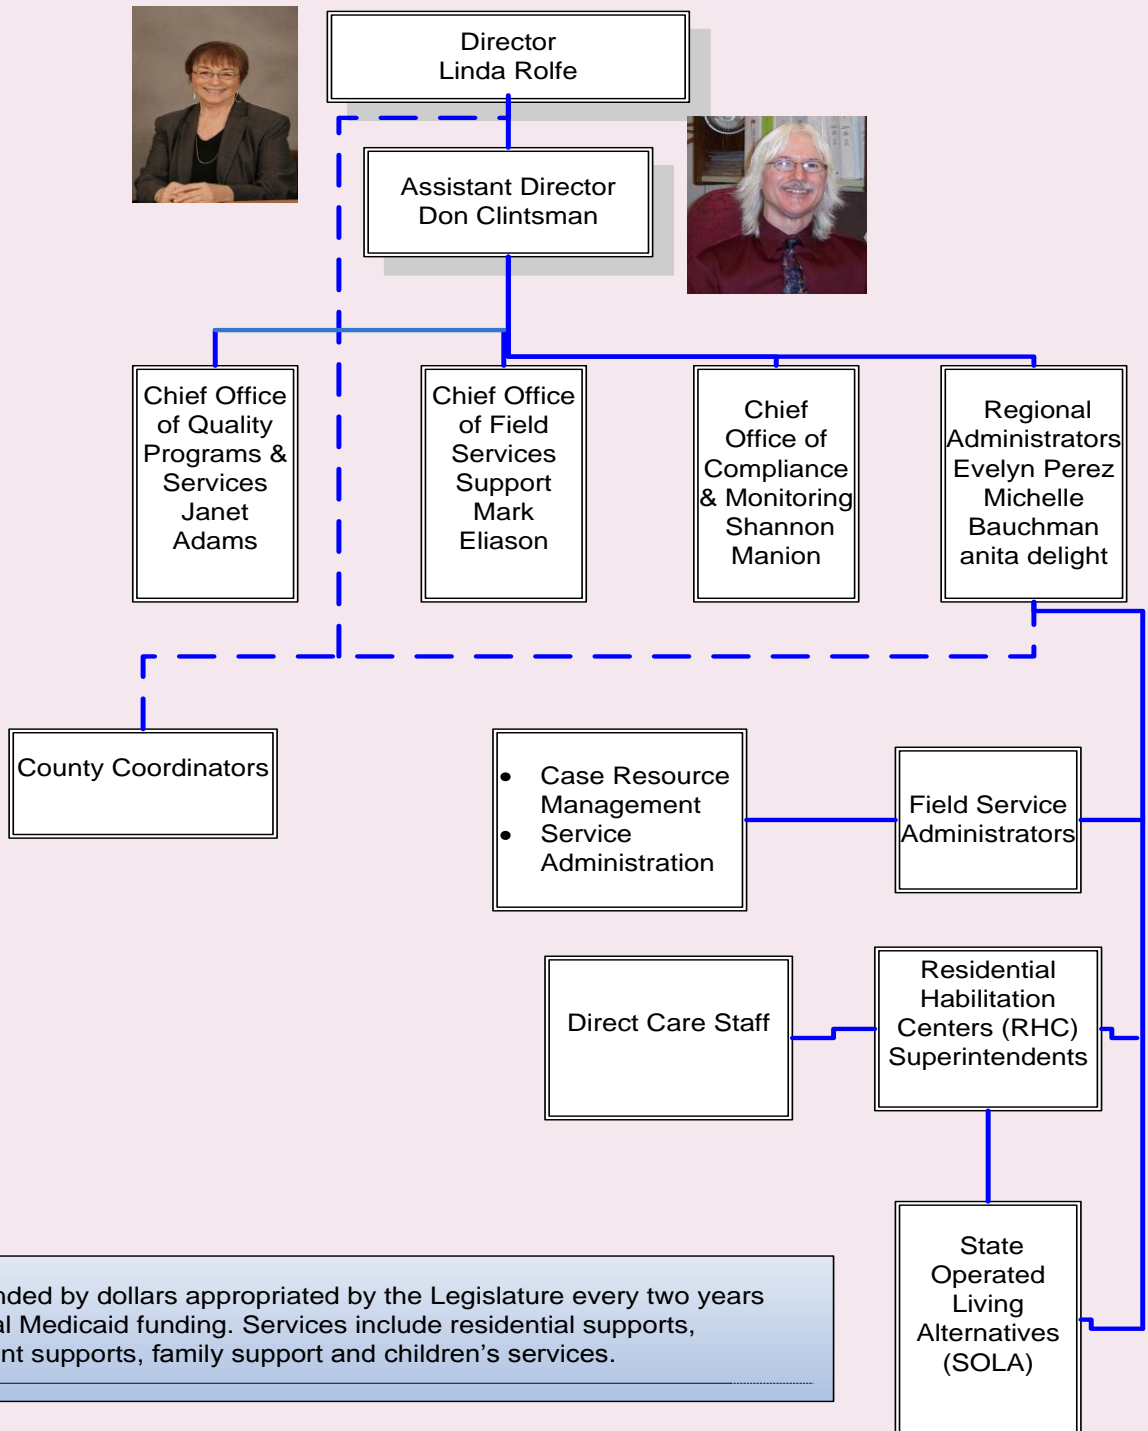 Director
Linda Rolfe
Assistant Director
Don Clintsman
Chief Office
of Quality
Programs &
Services
Janet
Adams
Chief Office
of Field
Services
Support
Mark
Eliason
Chief
Office of
Compliance
& Monitoring
Shannon
Manion
Regional
Administrators
Evelyn Perez
Michelle
Bauchman
anita delight
County Coordinators
• Case Resource
Management
• Service
Administration
Field Service
Administrators
Direct Care Staff
Residential
Habilitation
Centers (RHC)
Superintendents
State
Operated
Living
Alternatives
(SOLA)
nded by dollars appropriated by the Legislature every two years
al Medicaid funding. Services include residential supports,
nt supports, family support and children’s services.